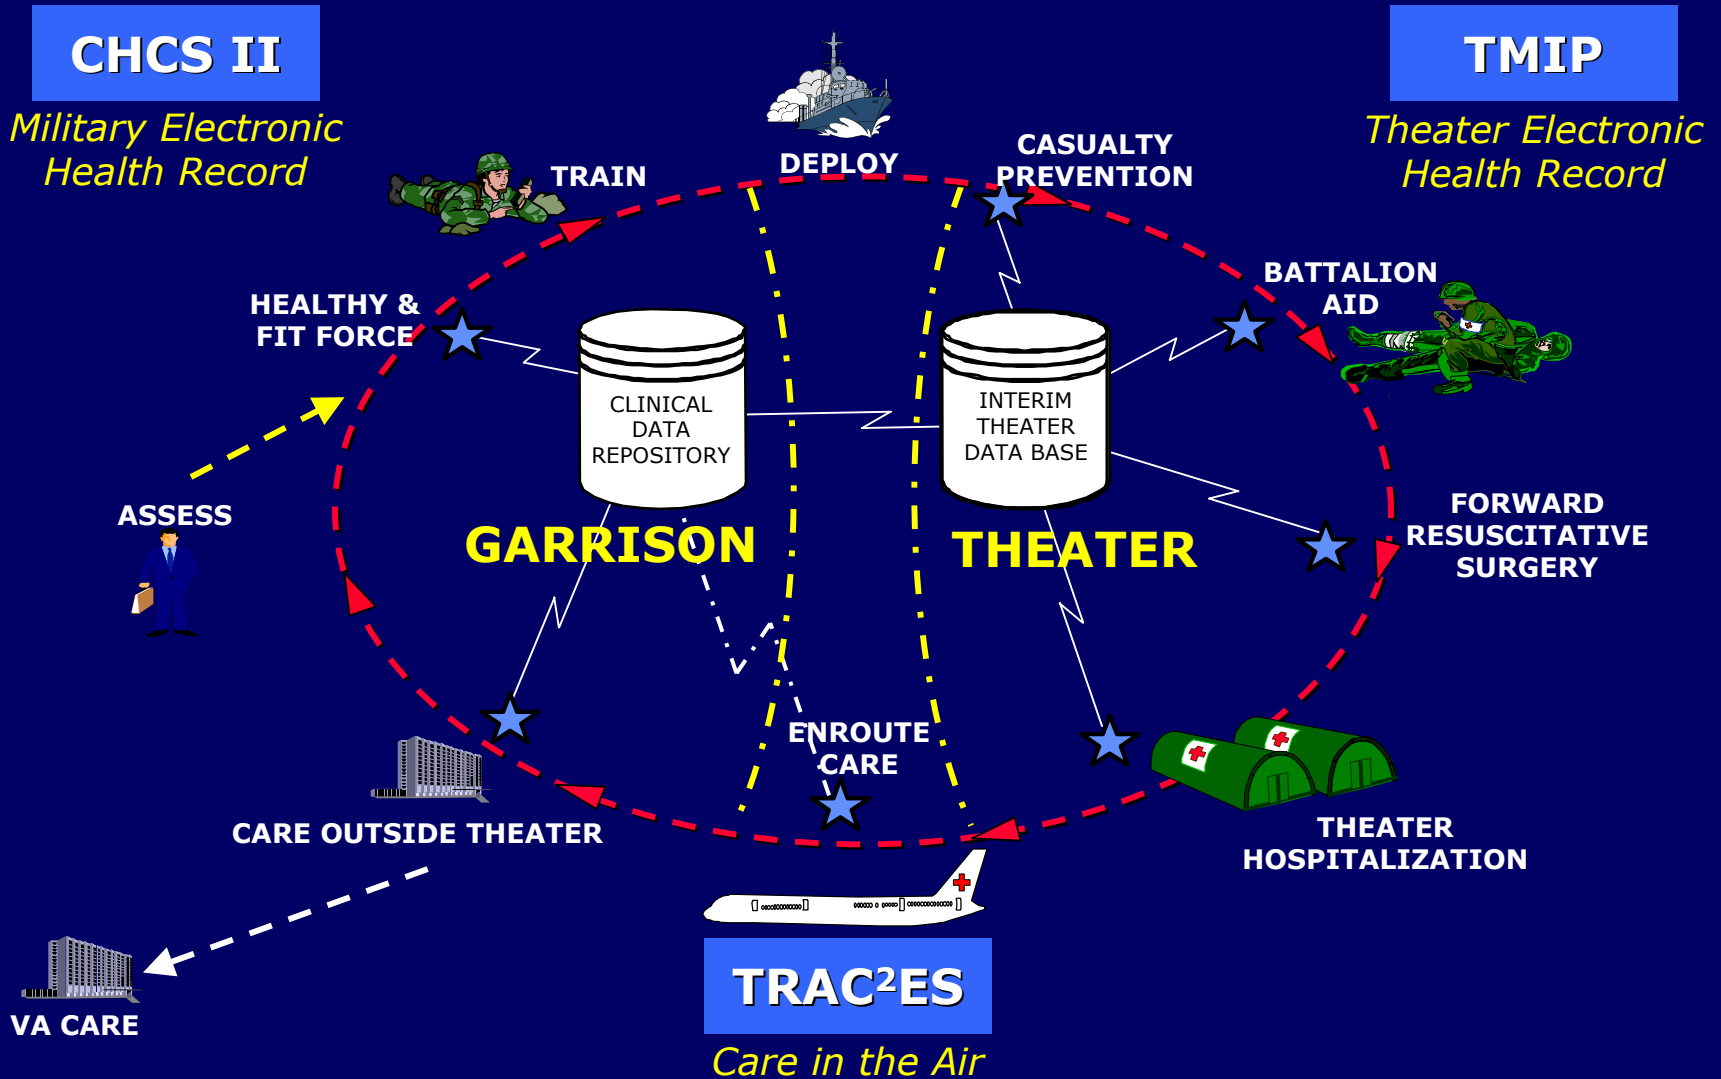 CHCS II
Military Electronic
Health Record
TMIP
Theater Electronic
Health Record
TRAIN
DEPLOY
CASUALTY
PREVENTION
HEALTHY &
FIT FORCE
BATTALION
AID
CLINICAL
DATA
REPOSITORY
INTERIM
THEATER
DATA BASE
ASSESS
GARRISON
THEATER
FORWARD
RESUSCITATIVE
SURGERY
ENROUTE
CARE
CARE OUTSIDE THEATER
THEATER
HOSPITALIZATION
VA CARE
TRAC²ES
Care in the Air